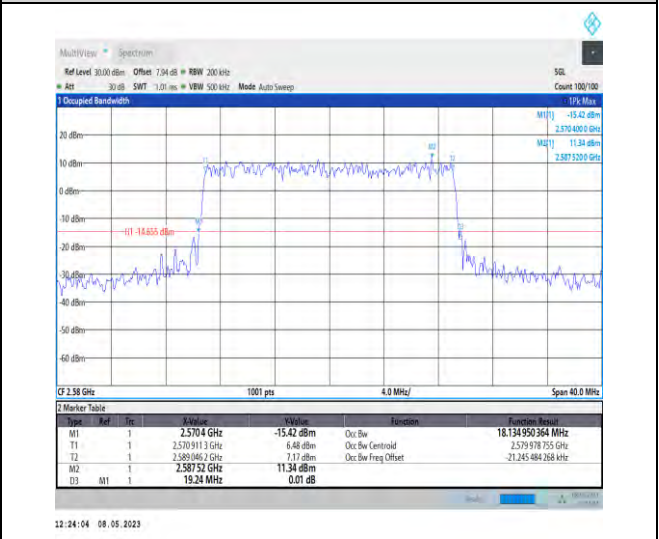 MultiView Spectrum
Ref Level 30.00 dBm Offset 7.94 dB RBW 200 kHz SGL
Att 30 dB SWT 1.01 ms VBW 500 kHz Mode Auto Sweep Count 100/100
1 Occupied Bandwidth 1Pk Max
M1[1] -15.42 dBm
2.5704000 GHz
20 dBm M2[1] 11.34 dBm
2.5875200 GHz
M2
T1 T2
10 dBm
0 dBm
-10 dBm
M1
H1 -14.655 dBm
-20 dBm
-30 dBm
-40 dBm
-50 dBm
-60 dBm
CF 2.58 GHz 1001 pts 4.0 MHz/ Span 40.0 MHz
2 Marker Table
Type Ref Trc X-Value Y-Value Function Function Result
M1 1 2.5704 GHz -15.42 dBm Occ Bw 18.134 950 364 MHz
T1 1 2.570 911 3 GHz 6.48 dBm Occ Bw Centroid 2.579 978 755 GHz
T2 1 2.589 046 2 GHz 7.17 dBm Occ Bw Freq Offset -21.245 484 268 kHz
M2 1 2.587 52 GHz 11.34 dBm
D3 M1 1 19.24 MHz 0.01 dB
12:24:04 08.05.2023